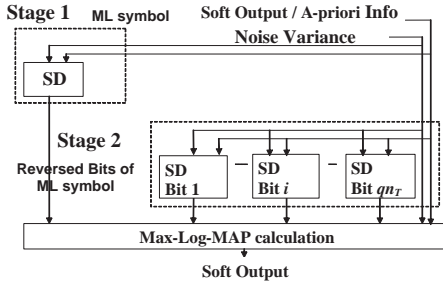 Stage 1
ML symbol
Soft Output / A-priori Info
Noise Variance
SD
Stage 2
Reversed Bits of
ML symbol
SD
Bit 1
SD
Bit i
SD
Bit qnT
Max-Log-MAP calculation
Soft Output